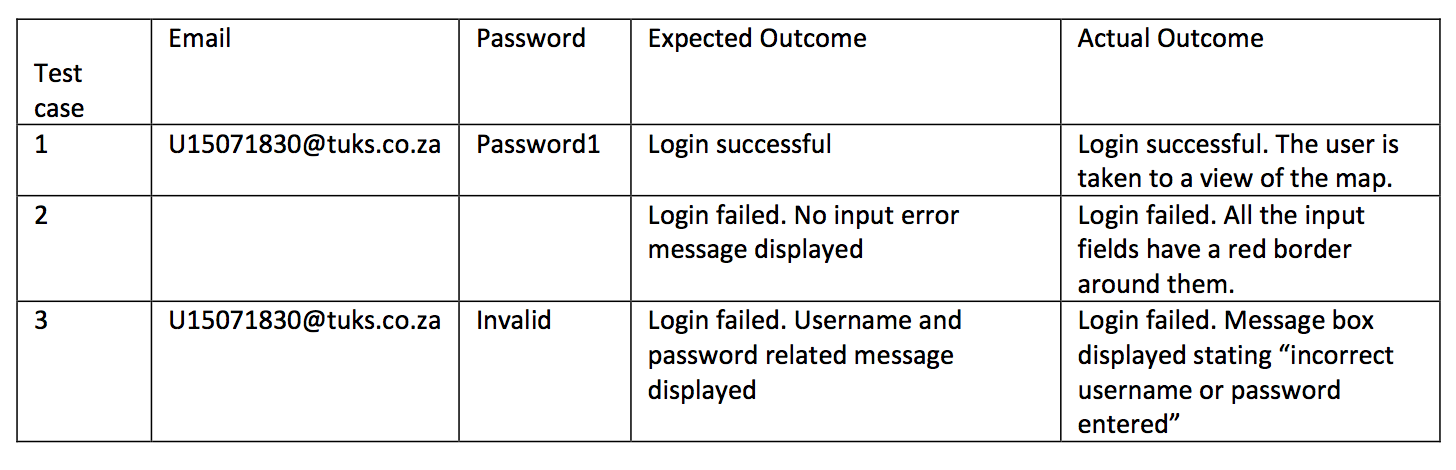 Test case Email Password Expected Outcome Actual Outcome
1 U15071830@tuks.co.za Password1 Login successful Login successful. The user is
taken to a view of the map.
2 Login failed. No input error Login failed. All the input
message displayed fields have a red border
around them.
3 U15071830@tuks.co.za Invalid Login failed. Username and Login failed. Message box
password related message displayed stating “incorrect
displayed username or password
entered”